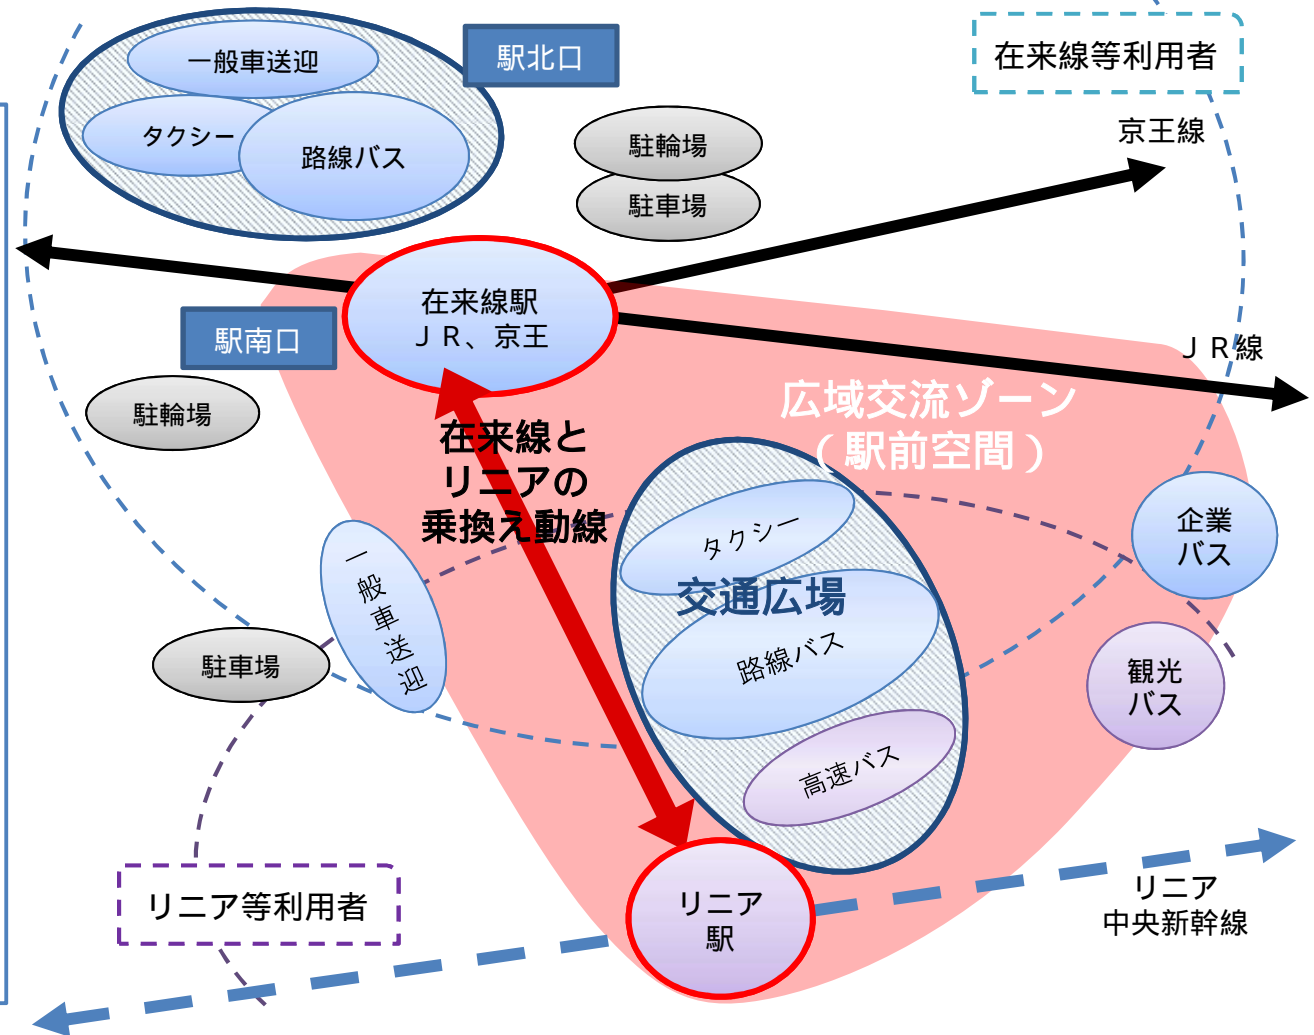 一般車送迎
タクシー
路線バス
駅北口
在来線等利用者
駐輪場
駐車場
京王線
在来線駅
ＪＲ、京王
駅南口
ＪＲ線
駐輪場
広域交流ゾーン
（駅前空間）
在来線と
リニアの
乗換え動線
タクシー
交通広場
路線バス
高速バス
企業
バス
観光
バス
一般車送迎
駐車場
リニア等利用者
リニア
駅
リニア
中央新幹線